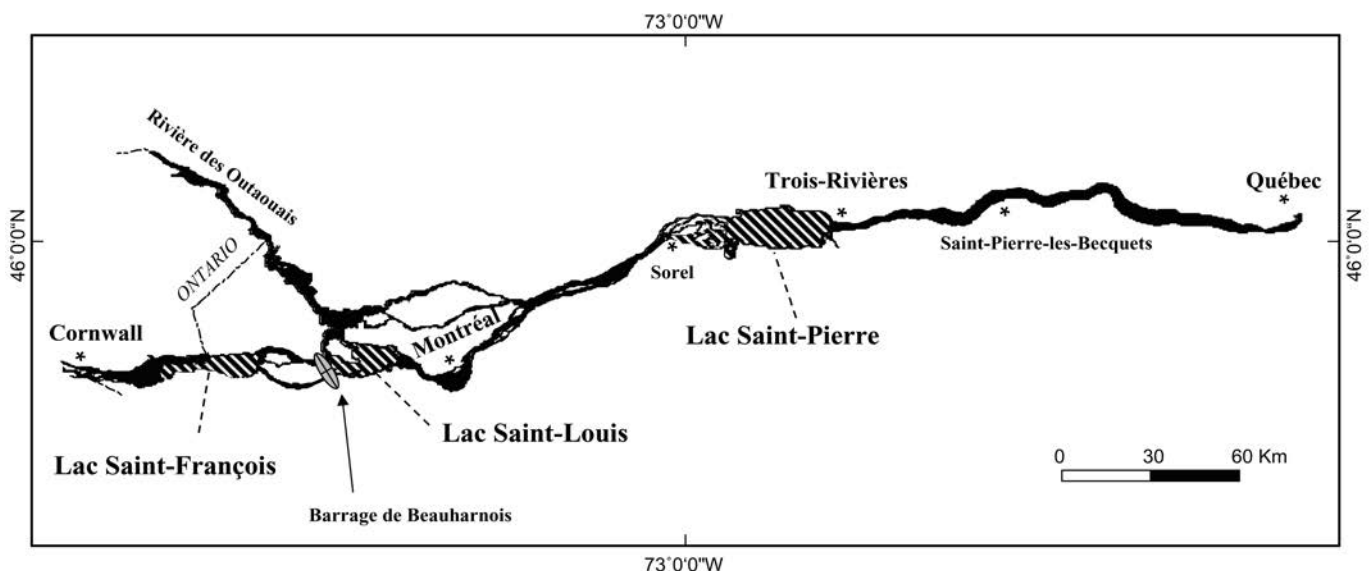 73°0'0"W
Rivière des Outaouais
Trois-Rivières
Québec
46°0'0"N
46°0'0"N
ONTARIO
Sorel
Saint-Pierre-les-Becquets
Cornwall
Montréal
Lac Saint-Pierre
Lac Saint-Louis
Lac Saint-François
0 30 60 Km
Barrage de Beauharnois
73°0'0"W